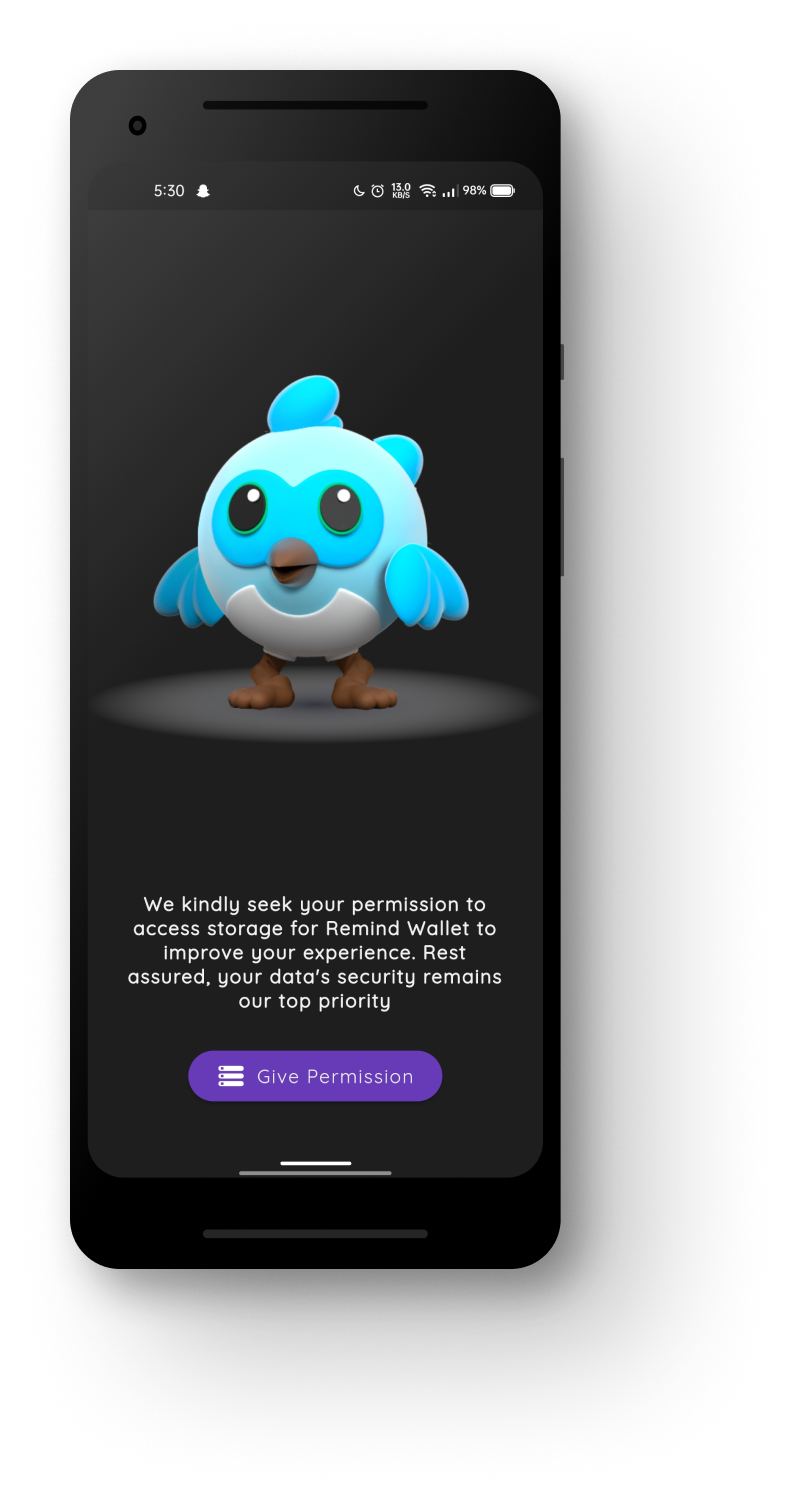 5:30 13.0 KB/S 98%
We kindly seek your permission to
access storage for Remind Wallet to
improve your experience. Rest
assured, your data's security remains
our top priority
Give Permission